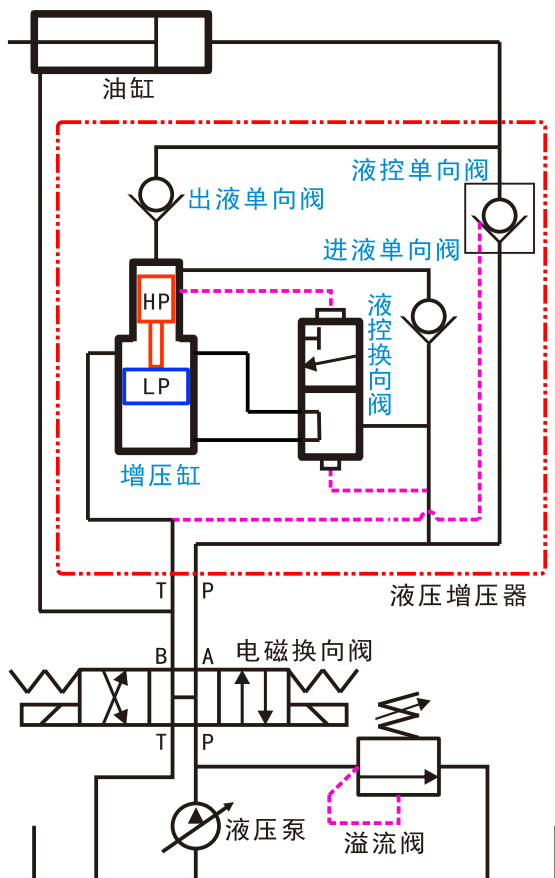 油缸
液控单向阀
出液单向阀
进液单向阀
HP
液控换向阀
LP
增压缸
T P
液压增压器
B A
电磁换向阀
T P
液压泵
溢流阀